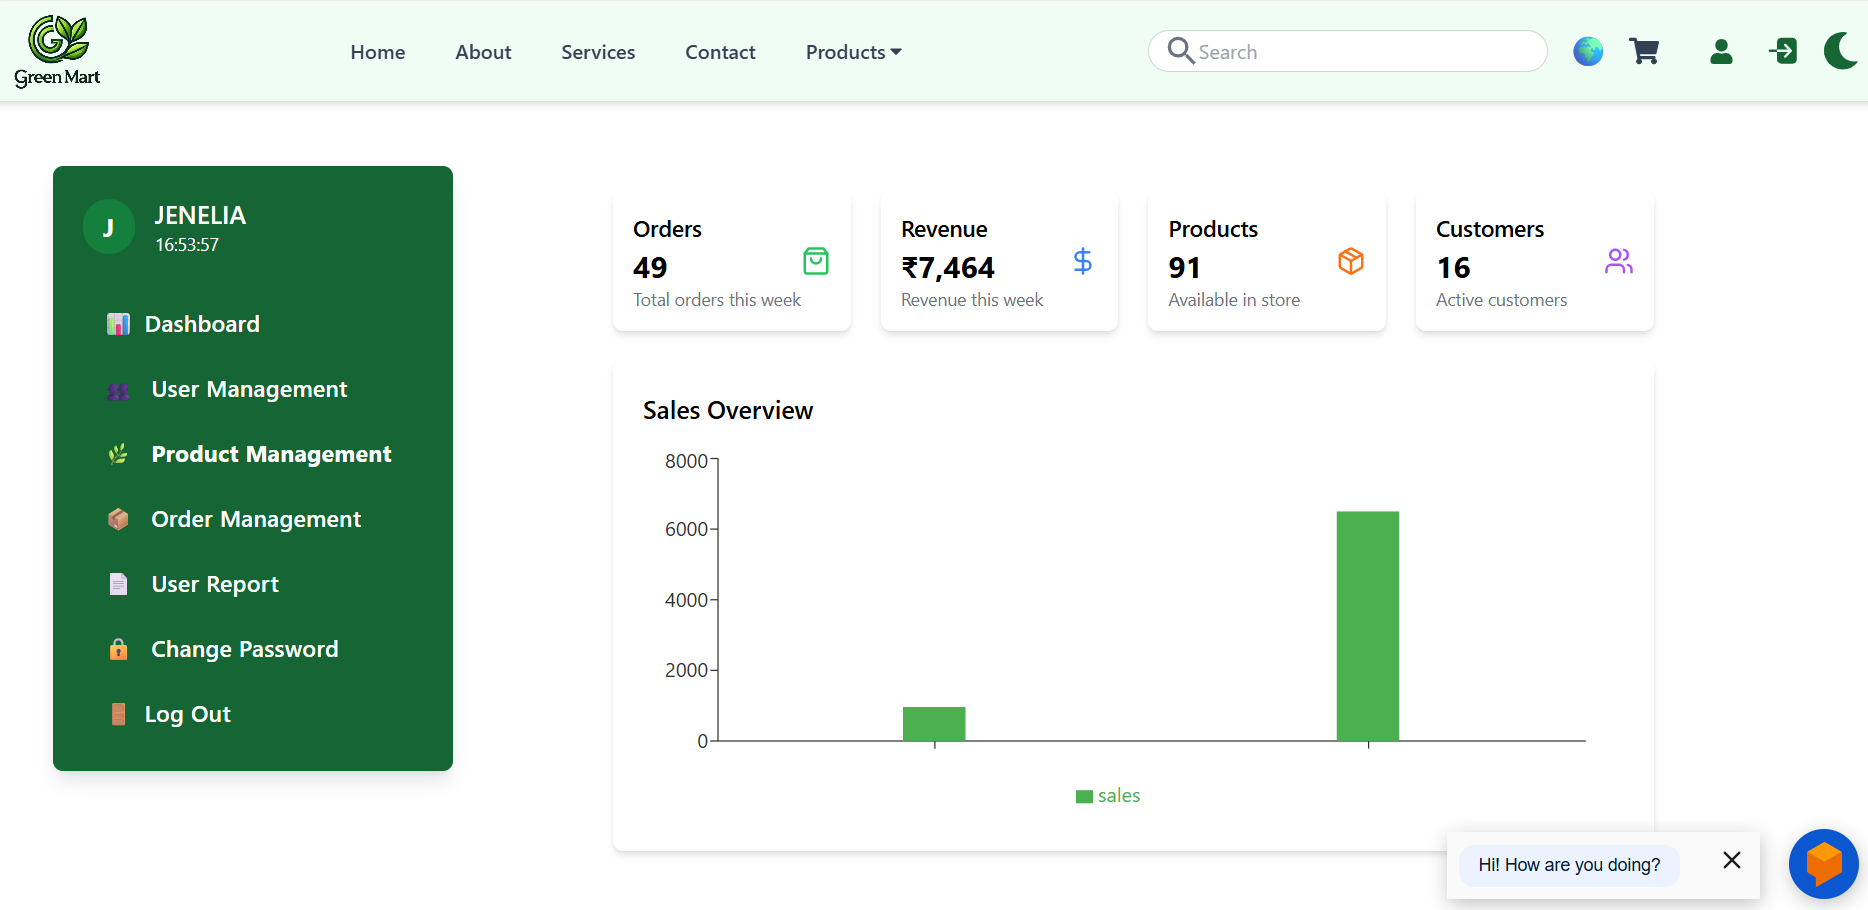 Green Mart
Home
About
Services
Contact
Products
Search
J
JENELIA
16:53:57
Dashboard
User Management
Product Management
Order Management
User Report
Change Password
Log Out
Orders
49
Total orders this week
Revenue
₹7,464
Revenue this week
Products
91
Available in store
Customers
16
Active customers
Sales Overview
8000
6000
4000
2000
0
sales
Hi! How are you doing?